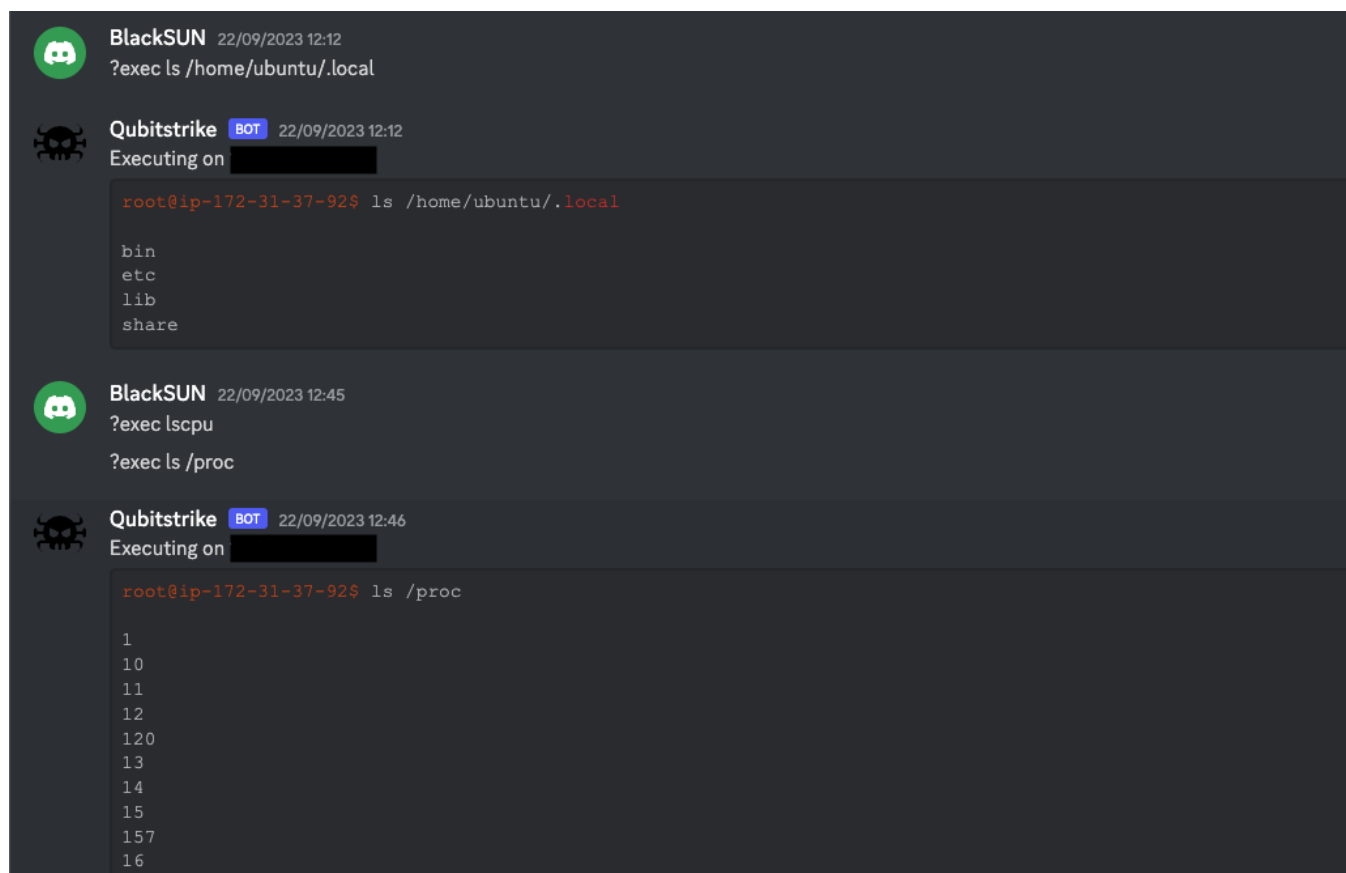 BlackSUN 22/09/2023 12:12
?exec ls /home/ubuntu/.local
Qubitstrike BOT 22/09/2023 12:12
Executing on
root@ip-172-31-37-92$ ls /home/ubuntu/.local
bin
etc
lib
share
BlackSUN 22/09/2023 12:45
?exec lscpu
?exec ls /proc
Qubitstrike BOT 22/09/2023 12:46
Executing on
root@ip-172-31-37-92$ ls /proc
1
10
11
12
120
13
14
15
157
16